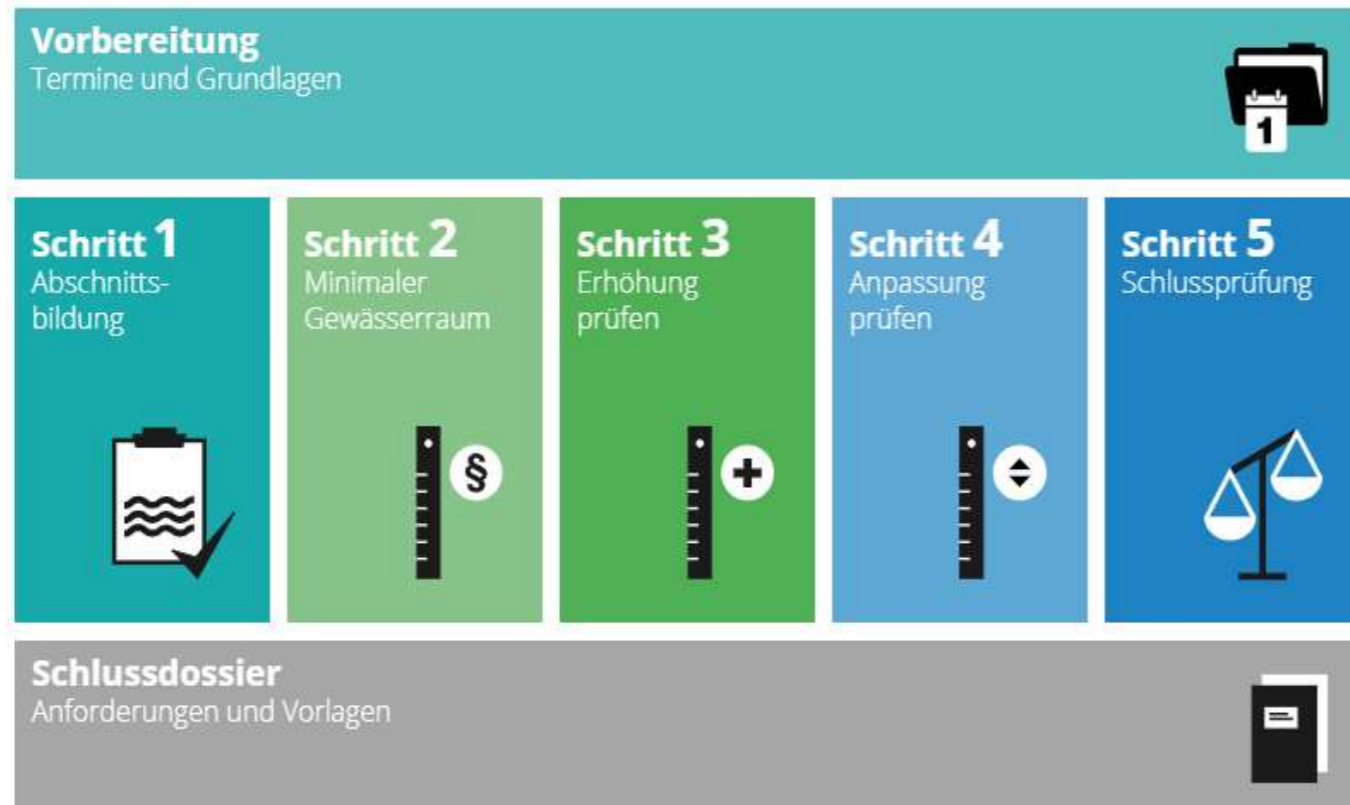 Vorbereitung
Termine und Grundlagen
1
Schritt 1
Abschnitts-
bildung
Schritt 2
Minimaler
Gewässerraum
§
Schritt 3
Erhöhung
prüfen
+
Schritt 4
Anpassung
prüfen
Schritt 5
Schlussprüfung
Schlussdossier
Anforderungen und Vorlagen